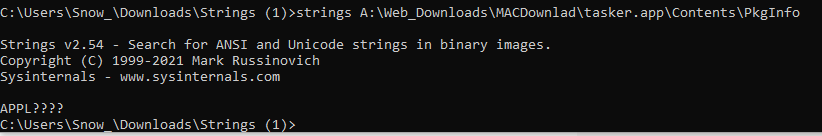 C:\Users\Snow_\Downloads\Strings (1)>strings A:\Web_Downloads\MACDownlad\tasker.app\Contents\PkgInfo
Strings v2.54 - Search for ANSI and Unicode strings in binary images.
Copyright (C) 1999-2021 Mark Russinovich
Sysinternals - www.sysinternals.com
APPL????
C:\Users\Snow_\Downloads\Strings (1)>